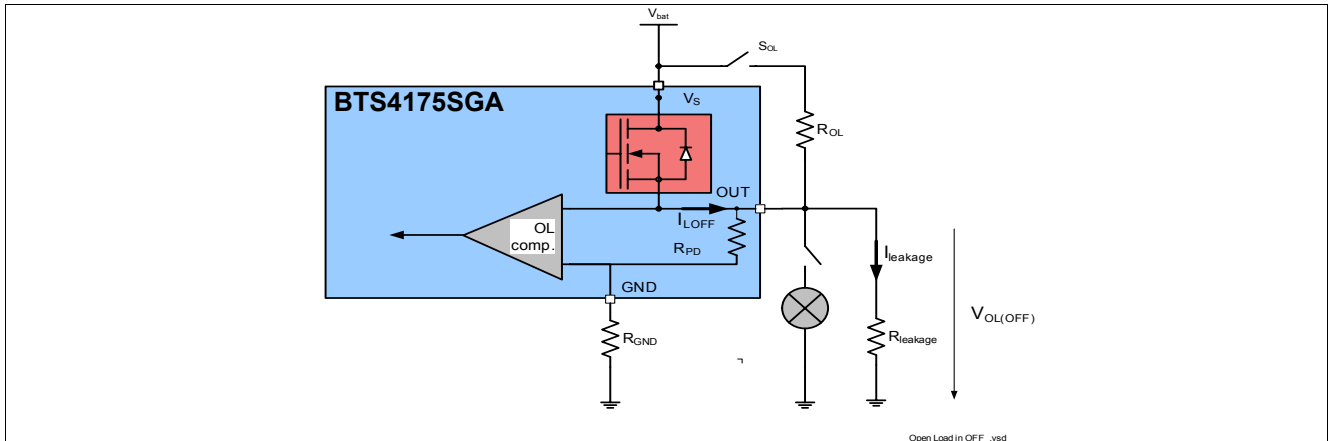 Vbat
SOL
BTS4175SGA
VS
ROL
OUT
ILOFF
OL
comp.
RPD
Ileakage
GND
VOL(OFF)
RGND
Rleakage
Open Load in OFF .vsd